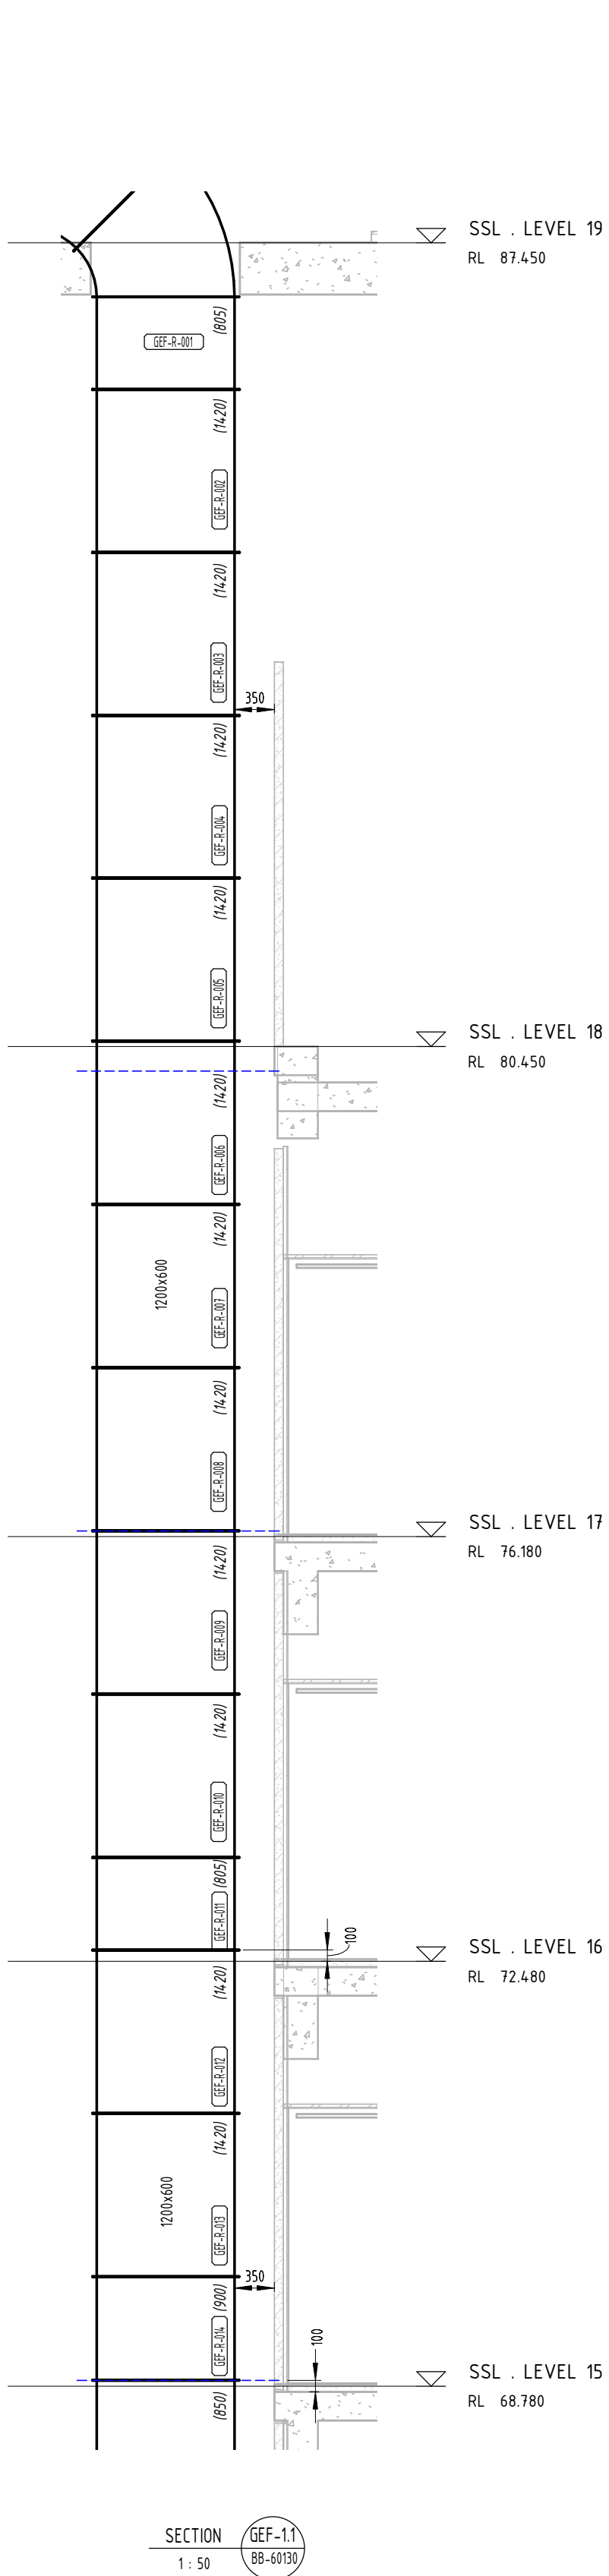 SSL . LEVEL 19
RL 87.450
(805)
GEF-R-001
(1420)
GEF-R-002
(1420)
GEF-R-003
350
(1420)
GEF-R-004
(1420)
GEF-R-005
SSL . LEVEL 18
RL 80.450
(1420)
GEF-R-006
(1420)
1200x600
GEF-R-007
(1420)
GEF-R-008
SSL . LEVEL 17
RL 76.180
(1420)
GEF-R-009
(1420)
GEF-R-010
(805)
GEF-R-011
100
SSL . LEVEL 16
RL 72.480
(1420)
GEF-R-012
(1420)
1200x600
GEF-R-013
350
(900)
GEF-R-014
100
SSL . LEVEL 15
RL 68.780
(850)
SECTION
1 : 50
GEF-1.1
BB-60130